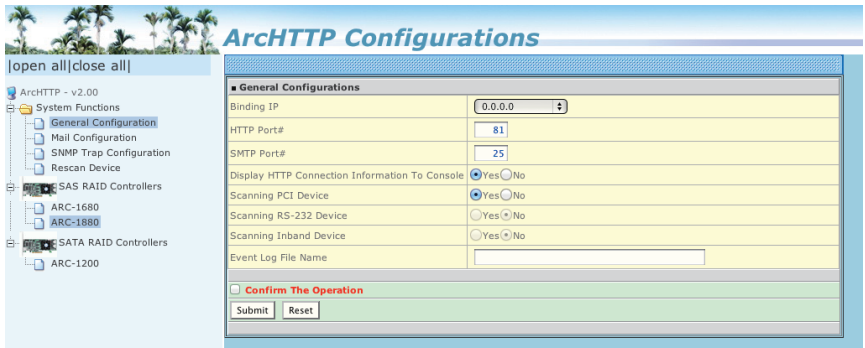 ArcHTTP Configurations
|open all|close all|
ArcHTTP - v2.00
System Functions
General Configuration
Mail Configuration
SNMP Trap Configuration
Rescan Device
SAS RAID Controllers
ARC-1680
ARC-1880
SATA RAID Controllers
ARC-1200
General Configurations
Binding IP 0.0.0.0
HTTP Port# 81
SMTP Port# 25
Display HTTP Connection Information To Console Yes No
Scanning PCI Device Yes No
Scanning RS-232 Device Yes No
Scanning Inband Device Yes No
Event Log File Name
Confirm The Operation
Submit Reset